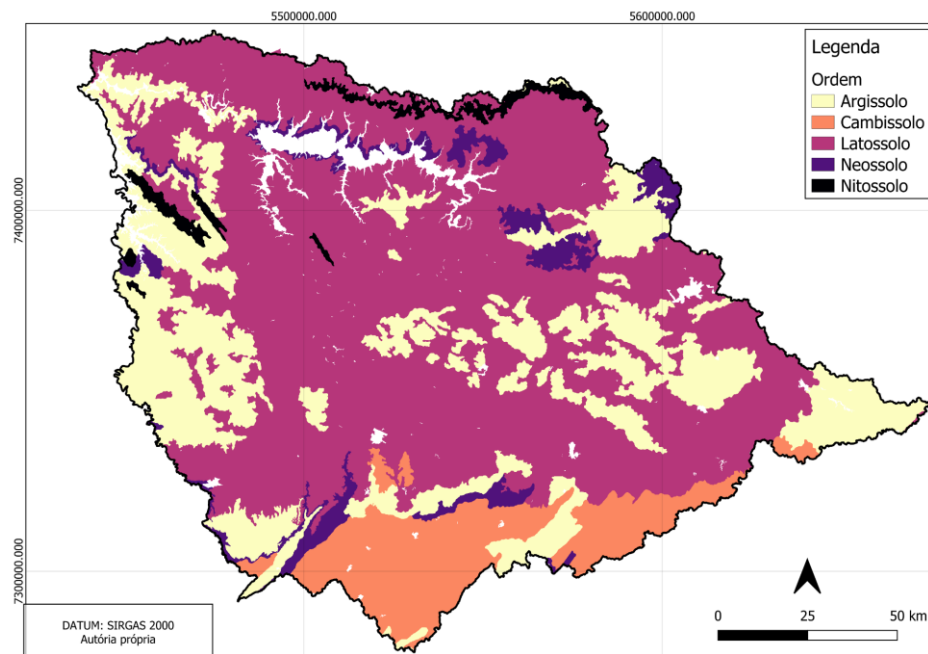 5500000.000
5600000.000
Legenda
Ordem
Argissolo
Cambissolo
Latossolo
Neossolo
Nitossolo
7400000.000
7300000.000
0 25 50 km
DATUM: SIRGAS 2000
Autória própria